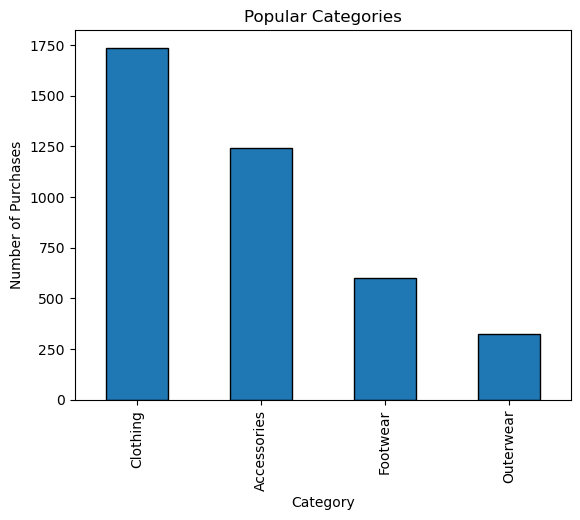 Popular Categories
1750
1500
1250
1000
750
500
250
0
Number of Purchases
Clothing
Accessories
Footwear
Outerwear
Category